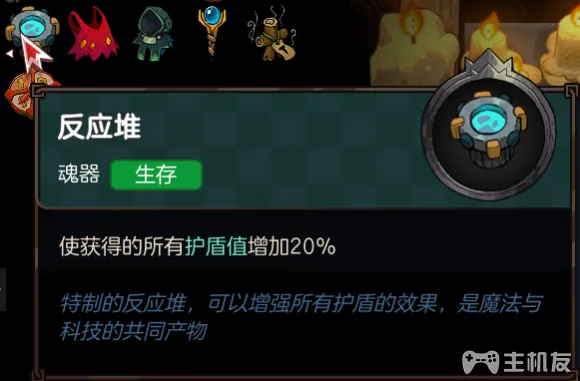 反应堆
魂器 生存
使获得的所有护盾值增加20%
特制的反应堆，可以增强所有护盾的效果，是魔法与
科技的共同产物
主机友